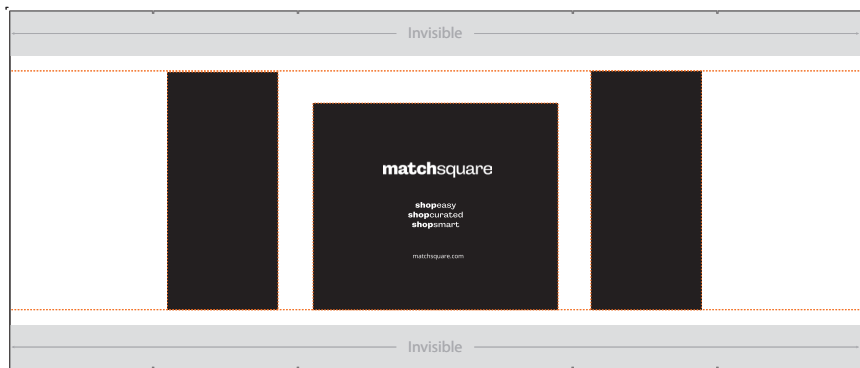 Invisible
matchsquare
shopeasy
shopcurated
shopsmart
matchsquare.com
Invisible